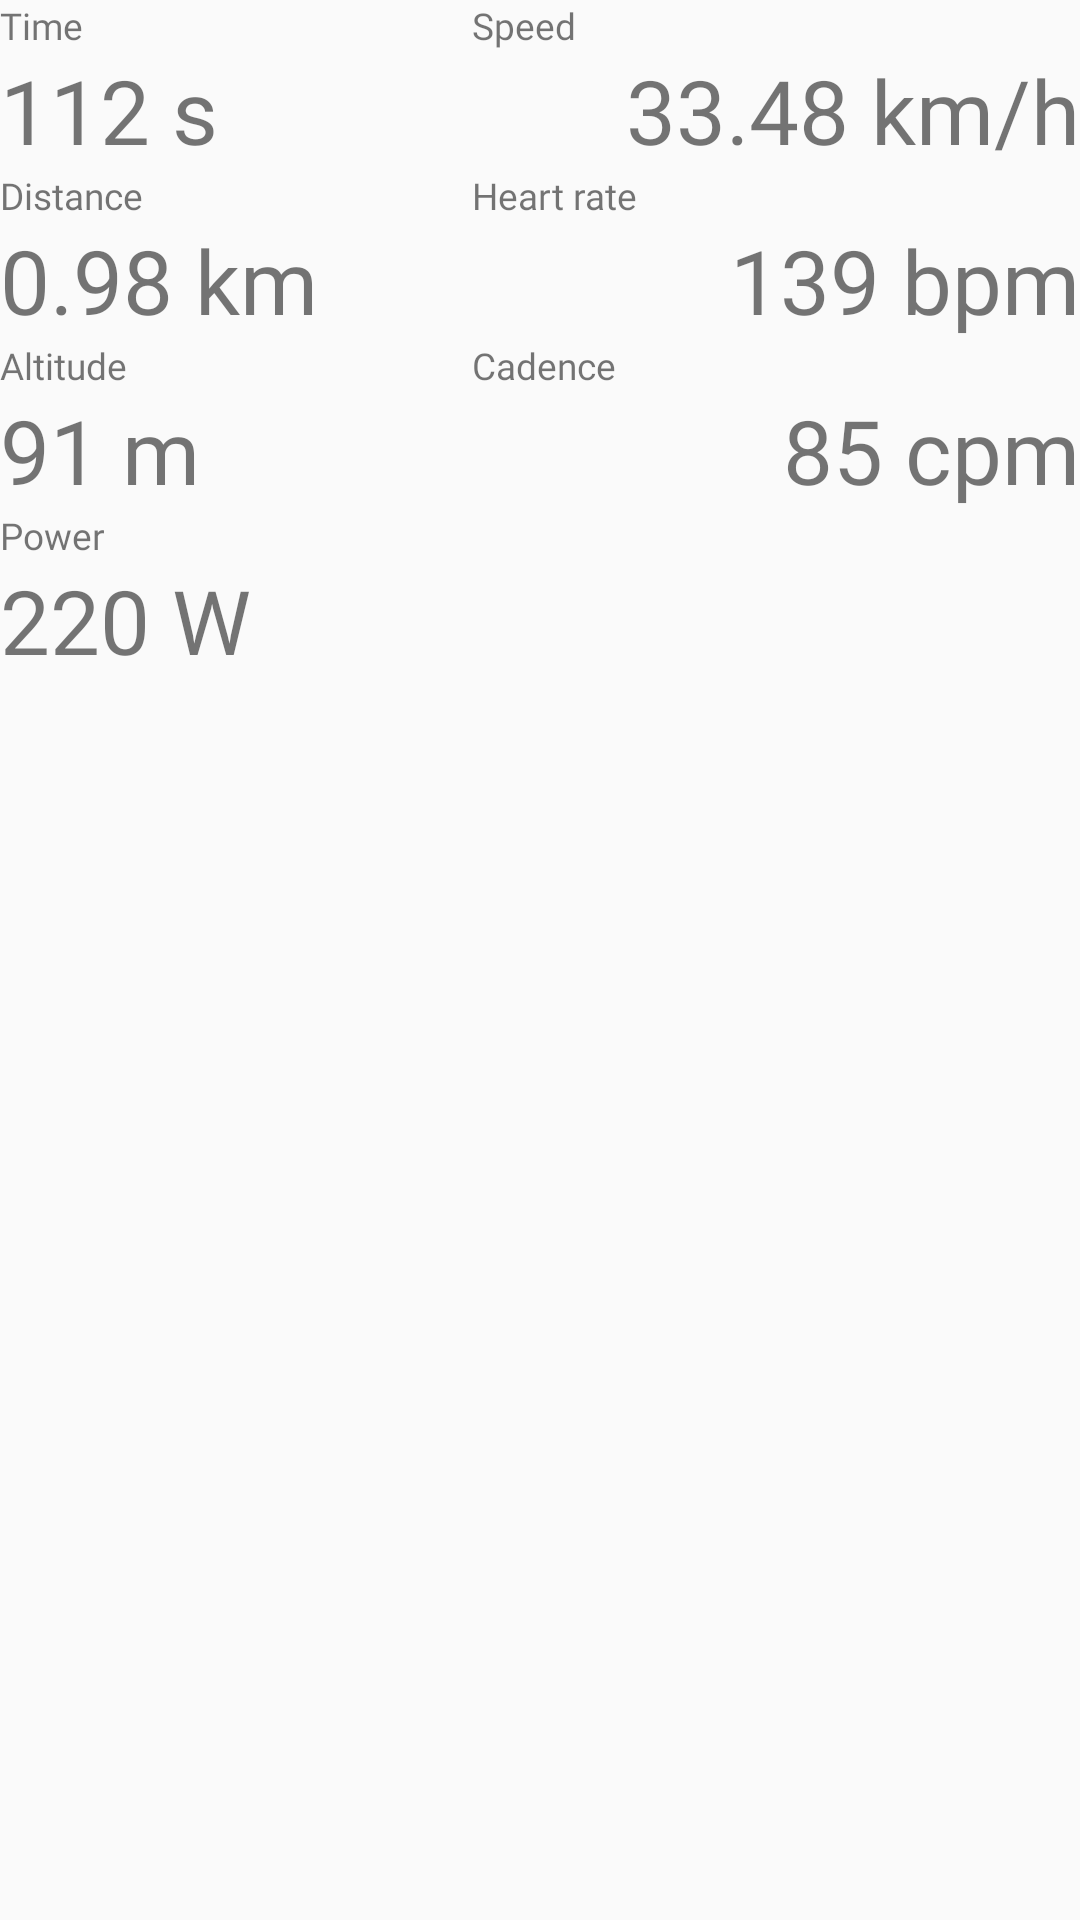 Time Speed
112 s 33.48 km/h
Distance Heart rate
0.98 km 139 bpm
Altitude Cadence
91 m 85 cpm
Power
220 W